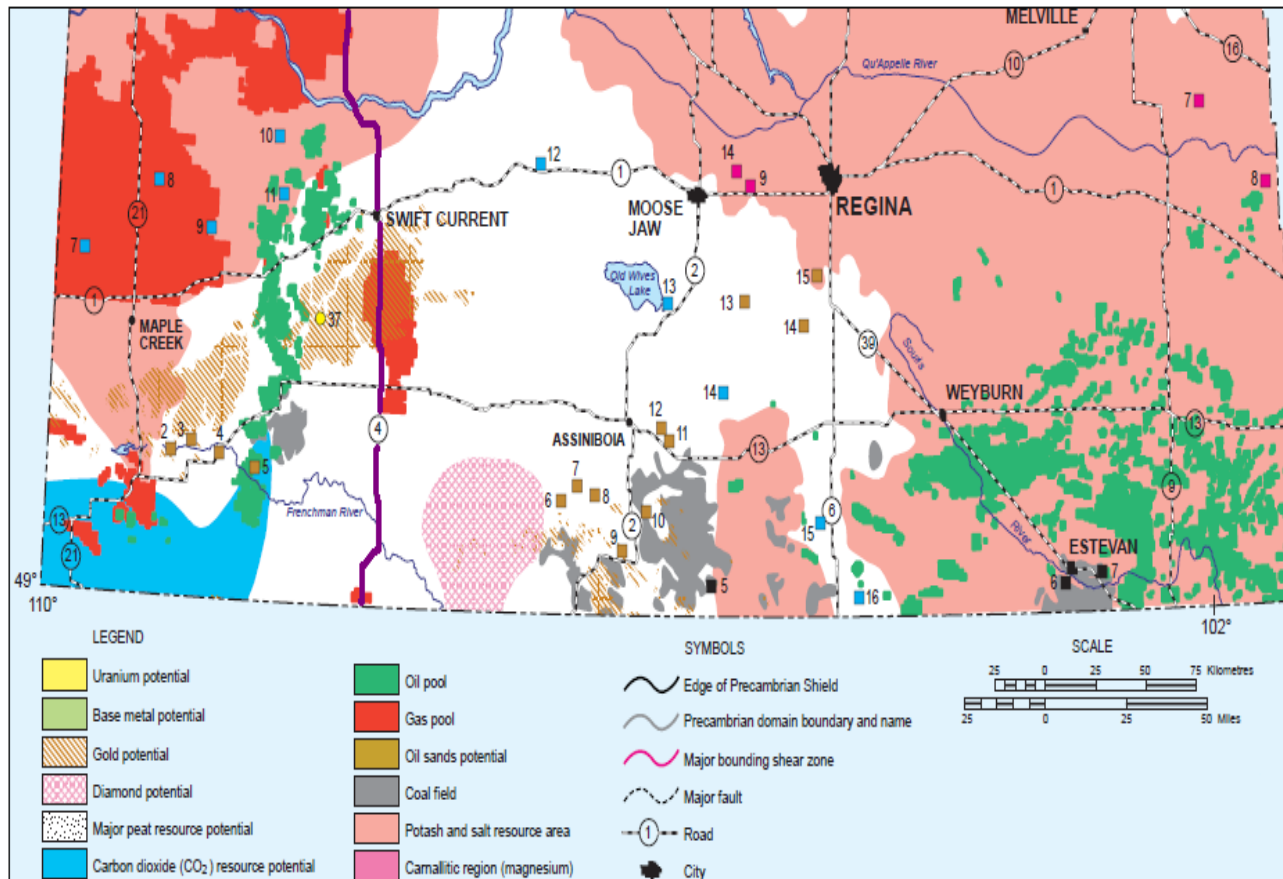 MELVILLE
16
10
Qu'Appelle River
7
10
12
14
1
8
11
9
8
1
21
MOOSE
JAW
REGINA
SWIFT CURRENT
9
7
2
Old Wives
Lake
13
15
13
1
37
14
MAPLE
CREEK
39
Souris
14
WEYBURN
12
4
13
2
3
4
ASSINIBOIA
11
13
5
7
9
6
8
Frenchman River
10
6
13
2
15
River
21
9
ESTEVAN
49°
5
6
7
16
110°
102°
LEGEND
Uranium potential
Base metal potential
Gold potential
Diamond potential
Major peat resource potential
Carbon dioxide (CO₂) resource potential
Oil pool
Gas pool
Oil sands potential
Coal field
Potash and salt resource area
Carnallitic region (magnesium)
SYMBOLS
Edge of Precambrian Shield
Precambrian domain boundary and name
Major bounding shear zone
Major fault
1 Road
City
SCALE
25 0 25 50 75 Kilometres
25 0 25 50 Miles